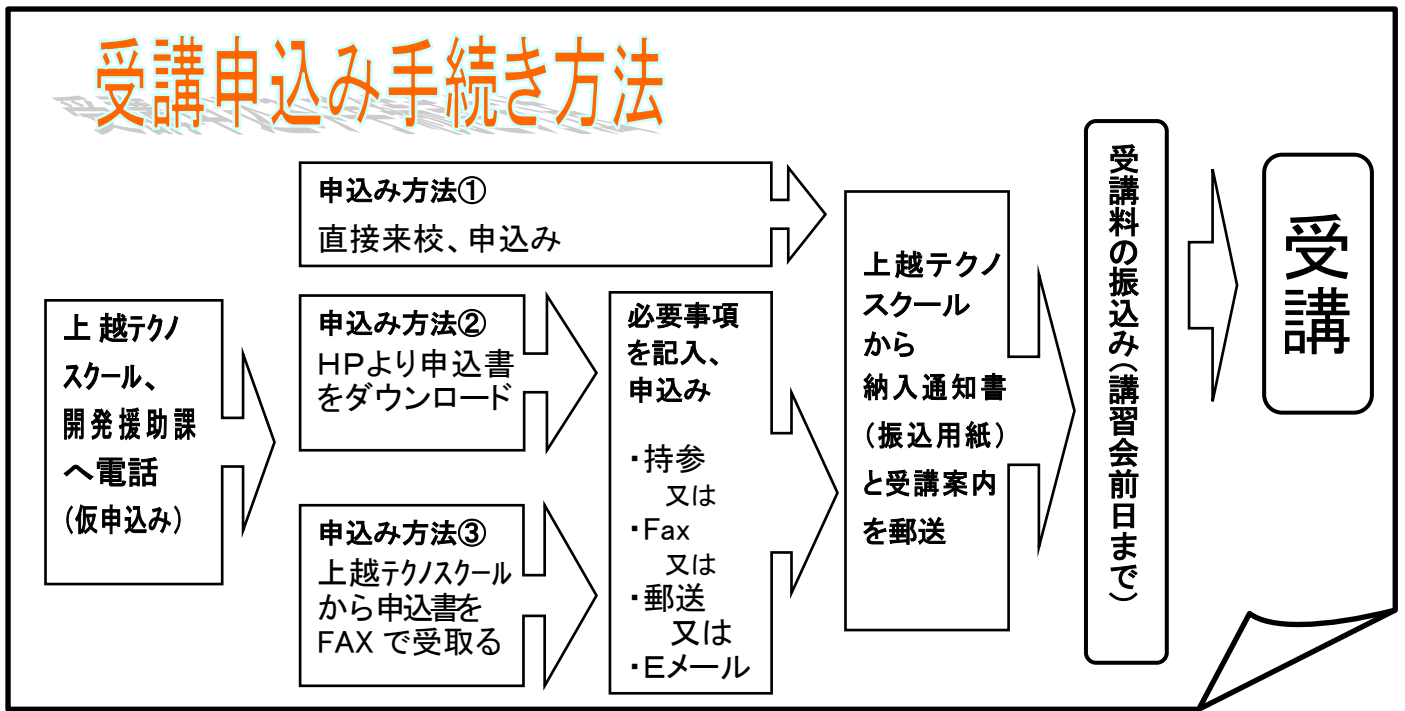 受講申込み手続き方法
上越テクノ
スクール、
開発援助課
へ電話
(仮申込み)
申込み方法①
直接来校、申込み
申込み方法②
HPより申込書
をダウンロード
申込み方法③
上越テクノスクール
から申込書を
FAXで受取る
必要事項
を記入、
申込み
・持参
又は
・Fax
又は
・郵送
又は
・Eメール
上越テクノ
スクール
から
納入通知書
(振込用紙)
と受講案内
を郵送
受講料の振込み(講習会前日まで)
受講